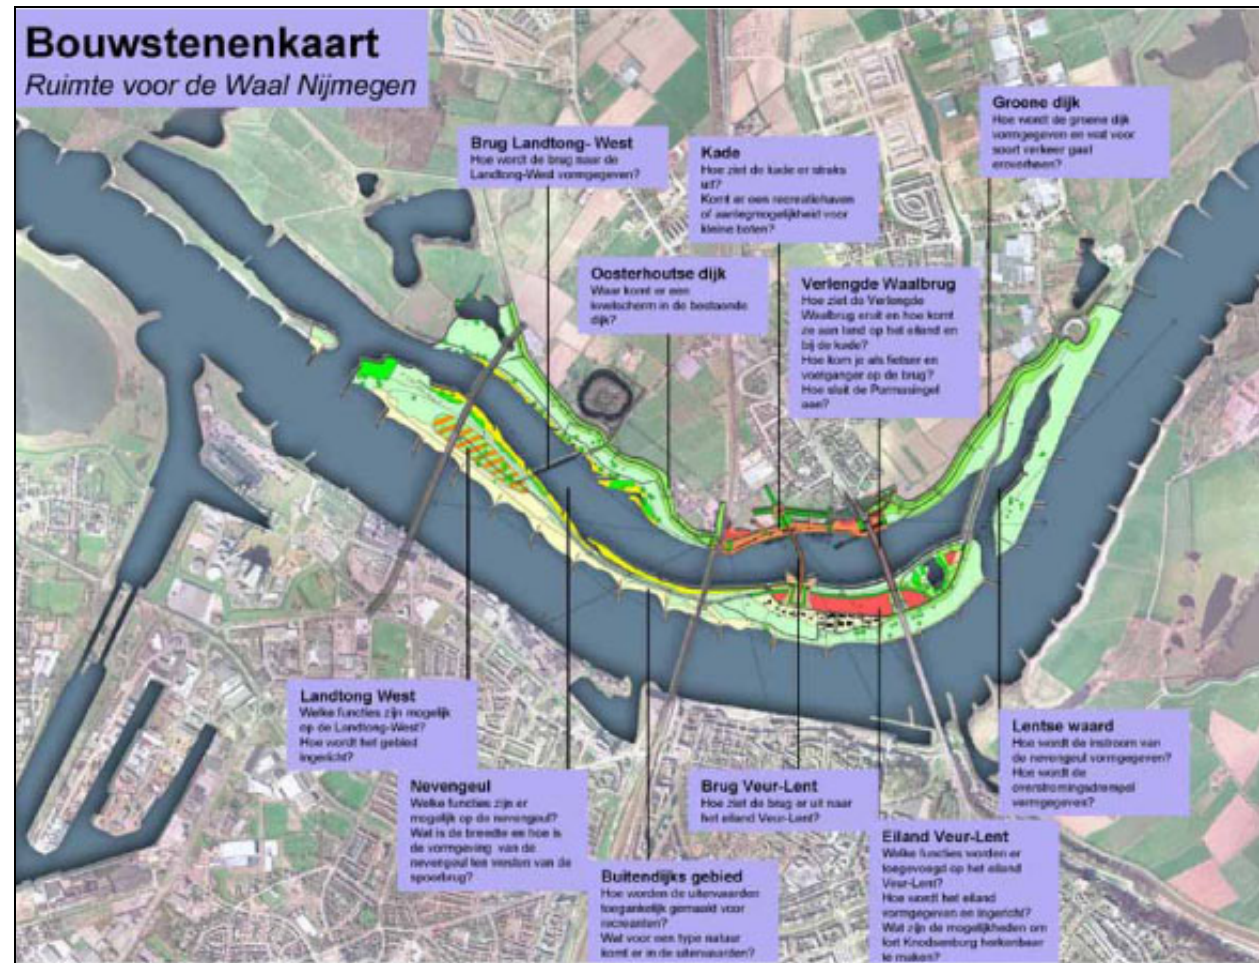 Bouwstenenkaart
Ruimte voor de Waal Nijmegen
Brug Landtong- West
Hoe wordt de brug naar de
Landtong-West vormgegeven?
Kade
Hoe ziet de kade er straks
uit?
Komt er een recreatiehaven
of aanlegmogelijkheid voor
kleine boten?
Groene dijk
Hoe wordt de groene dijk
vormgegeven en wat voor
soort verkeer gaat
eroverheen?
Oosterhoutse dijk
Waar komt er een
kwelscherm in de bestaande
dijk?
Verlengde Waalbrug
Hoe ziet de Verlengde
Waalbrug eruit en hoe komt
ze aan land op het eiland en
bij de kade?
Hoe kom je als fietser en
voetganger op de brug?
Hoe sluit de Parmasingel
aan?
Landtong West
Welke functies zijn mogelijk
op de Landtong-West?
Hoe wordt het gebied
ingericht?
Nevengeul
Welke functies zijn er
mogelijk op de nevengeul?
Wat is de breedte en hoe is
de vormgeving van de
nevengeul ten westen van de
spoorbrug?
Buitendijks gebied
Hoe worden de uiterwaarden
toegankelijk gemaakt voor
recreanten?
Wat voor een type natuur
komt er in de uiterwaarden?
Brug Veur-Lent
Hoe ziet de brug er uit naar
het eiland Veur-Lent?
Eiland Veur-Lent
Welke functies worden er
toegevoegd op het eiland
Veur-Lent?
Hoe wordt het eiland
vormgegeven en ingericht?
Wat zijn de mogelijkheden om
fort Knodsenburg herkenbaar
te maken?
Lentse waard
Hoe wordt de instroom van
de nevengeul vormgegeven?
Hoe wordt de
overstromingsdrempel
vormgegeven?